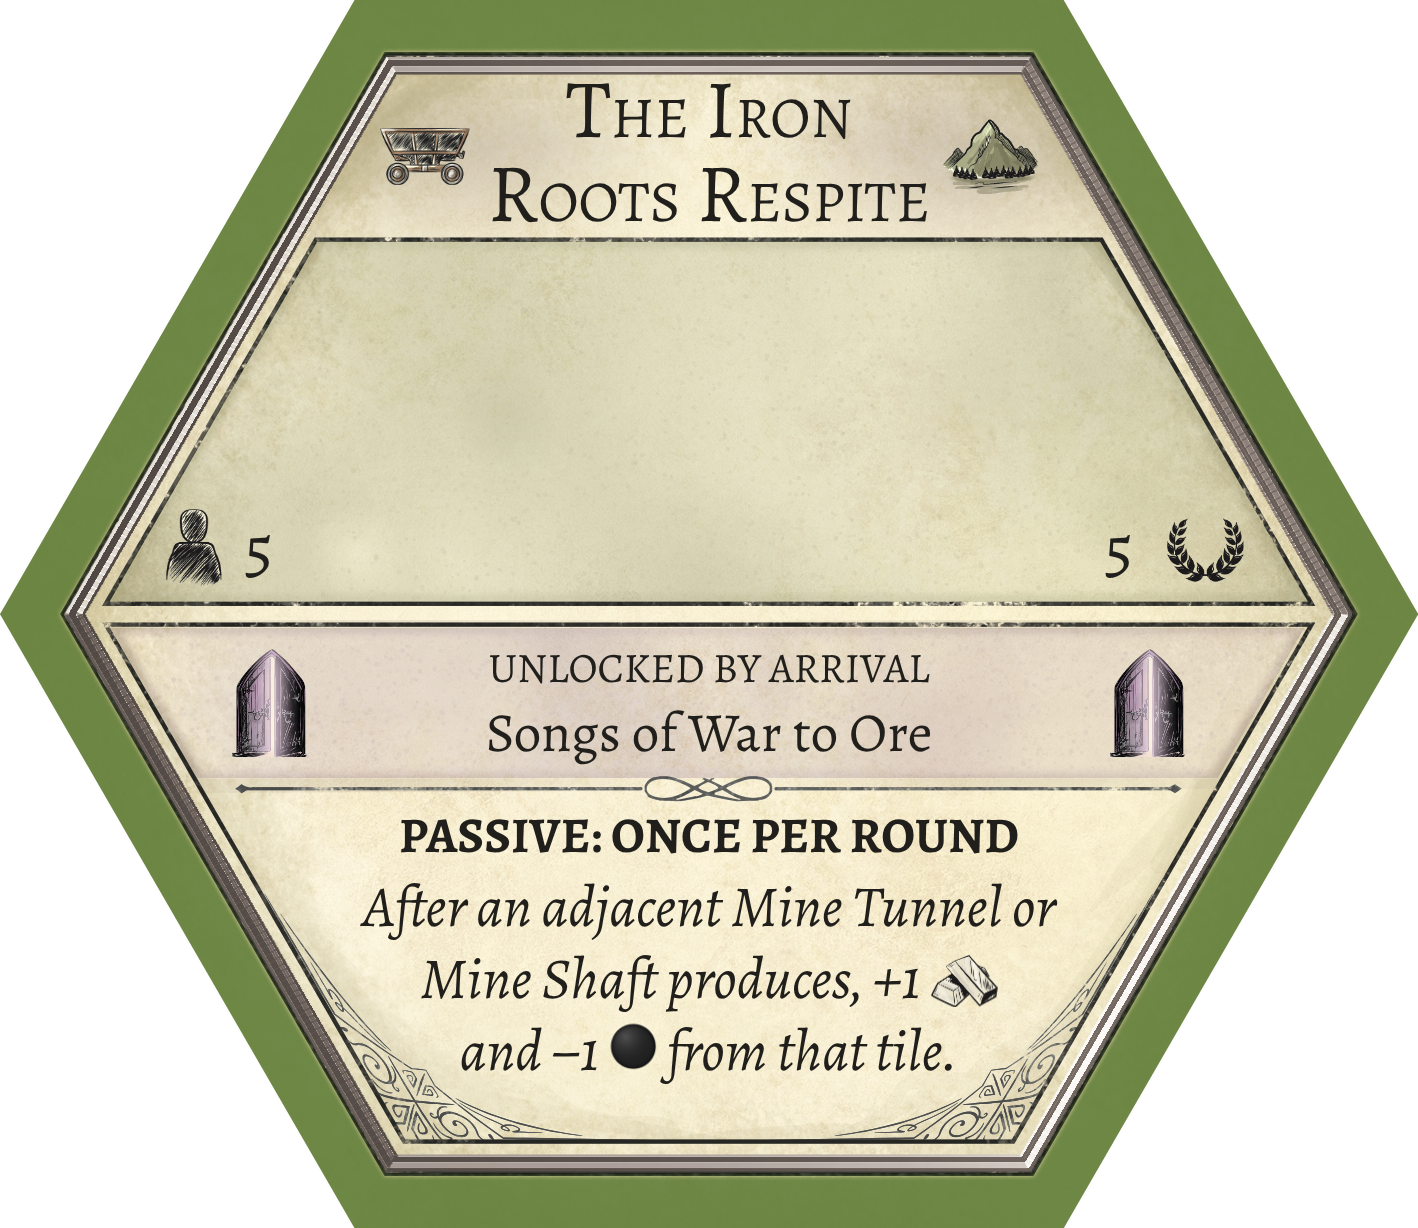 The Iron
Roots Respite
5
5
UNLOCKED BY ARRIVAL
Songs of War to Ore
PASSIVE: ONCE PER ROUND
After an adjacent Mine Tunnel or
Mine Shaft produces, +1
and –1 from that tile.